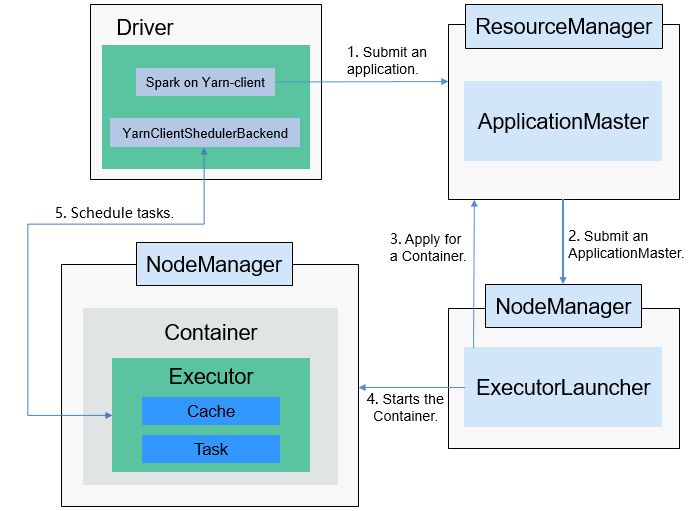 Driver
Spark on Yarn-client
YarnClientShedulerBackend
1. Submit an
application.
ResourceManager
ApplicationMaster
5. Schedule tasks.
3. Apply for
a Container.
2. Submit an
ApplicationMaster.
NodeManager
Container
Executor
Cache
Task
4. Starts the
Container.
NodeManager
ExecutorLauncher